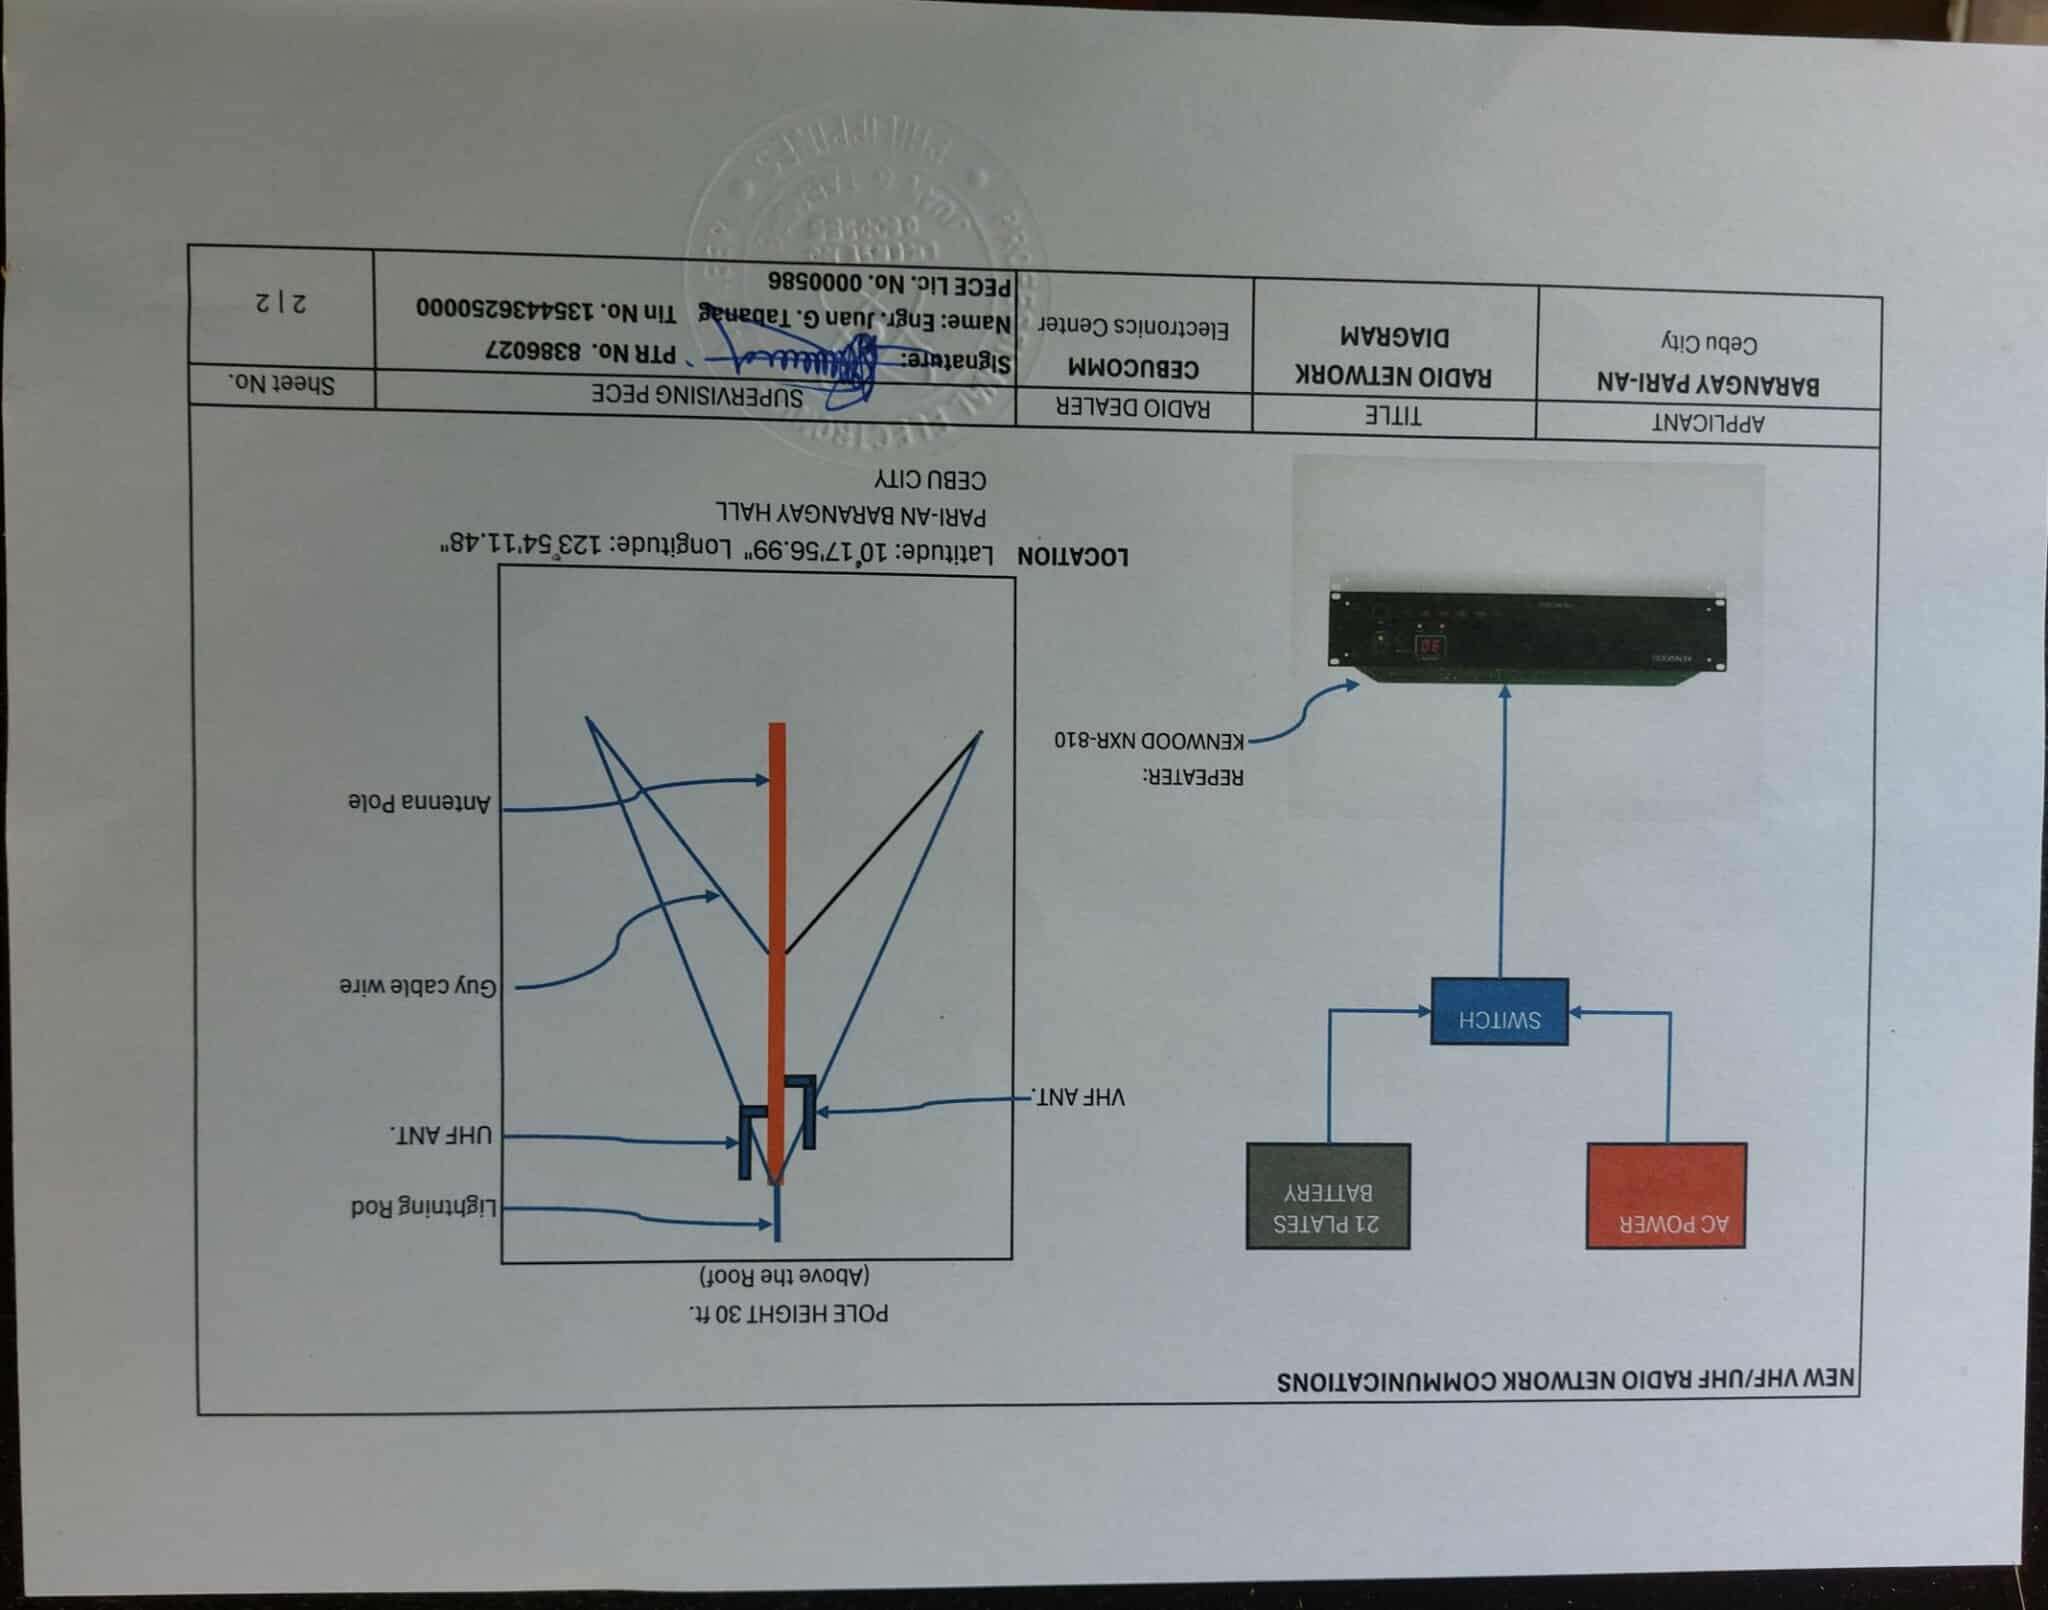 NEW VHF/UHF RADIO NETWORK COMMUNICATIONS
AC POWER
21 PLATES
BATTERY
SWITCH
REPEATER:
KENWOOD NXR-810
KENWOOD
POLE HEIGHT 30 ft.
(Above the Roof)
Lightning Rod
UHF ANT.
VHF ANT.
Guy cable wire
Antenna Pole
LOCATION Latitude: 10°17'56.99" Longitude: 123°54'11.48"
PARI-AN BARANGAY HALL
CEBU CITY
APPLICANT
BARANGAY PARI-AN
Cebu City
TITLE
RADIO NETWORK
DIAGRAM
RADIO DEALER
CEBUCOMM
Electronics Center
SUPERVISING PECE
Signature: PTR No. 8386027
Name: Engr. Juan G. Tabanag Tin No. 1354436250000
PECE Lic. No. 0000586
Sheet No.
2 | 2
PHILIPPINES